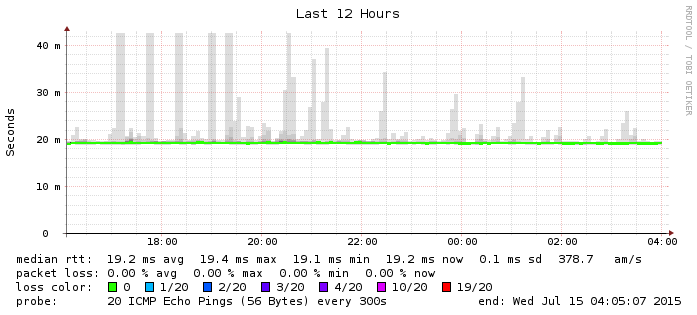 Last 12 Hours
RRDTOOL / TOBI OETIKER
Seconds
40 m
30 m
20 m
10 m
0
18:00 20:00 22:00 00:00 02:00 04:00
median rtt: 19.2 ms avg 19.4 ms max 19.1 ms min 19.2 ms now 0.1 ms sd 378.7 am/s
packet loss: 0.00 % avg 0.00 % max 0.00 % min 0.00 % now
loss color: 0 1/20 2/20 3/20 4/20 10/20 19/20
probe: 20 ICMP Echo Pings (56 Bytes) every 300s end: Wed Jul 15 04:05:07 2015